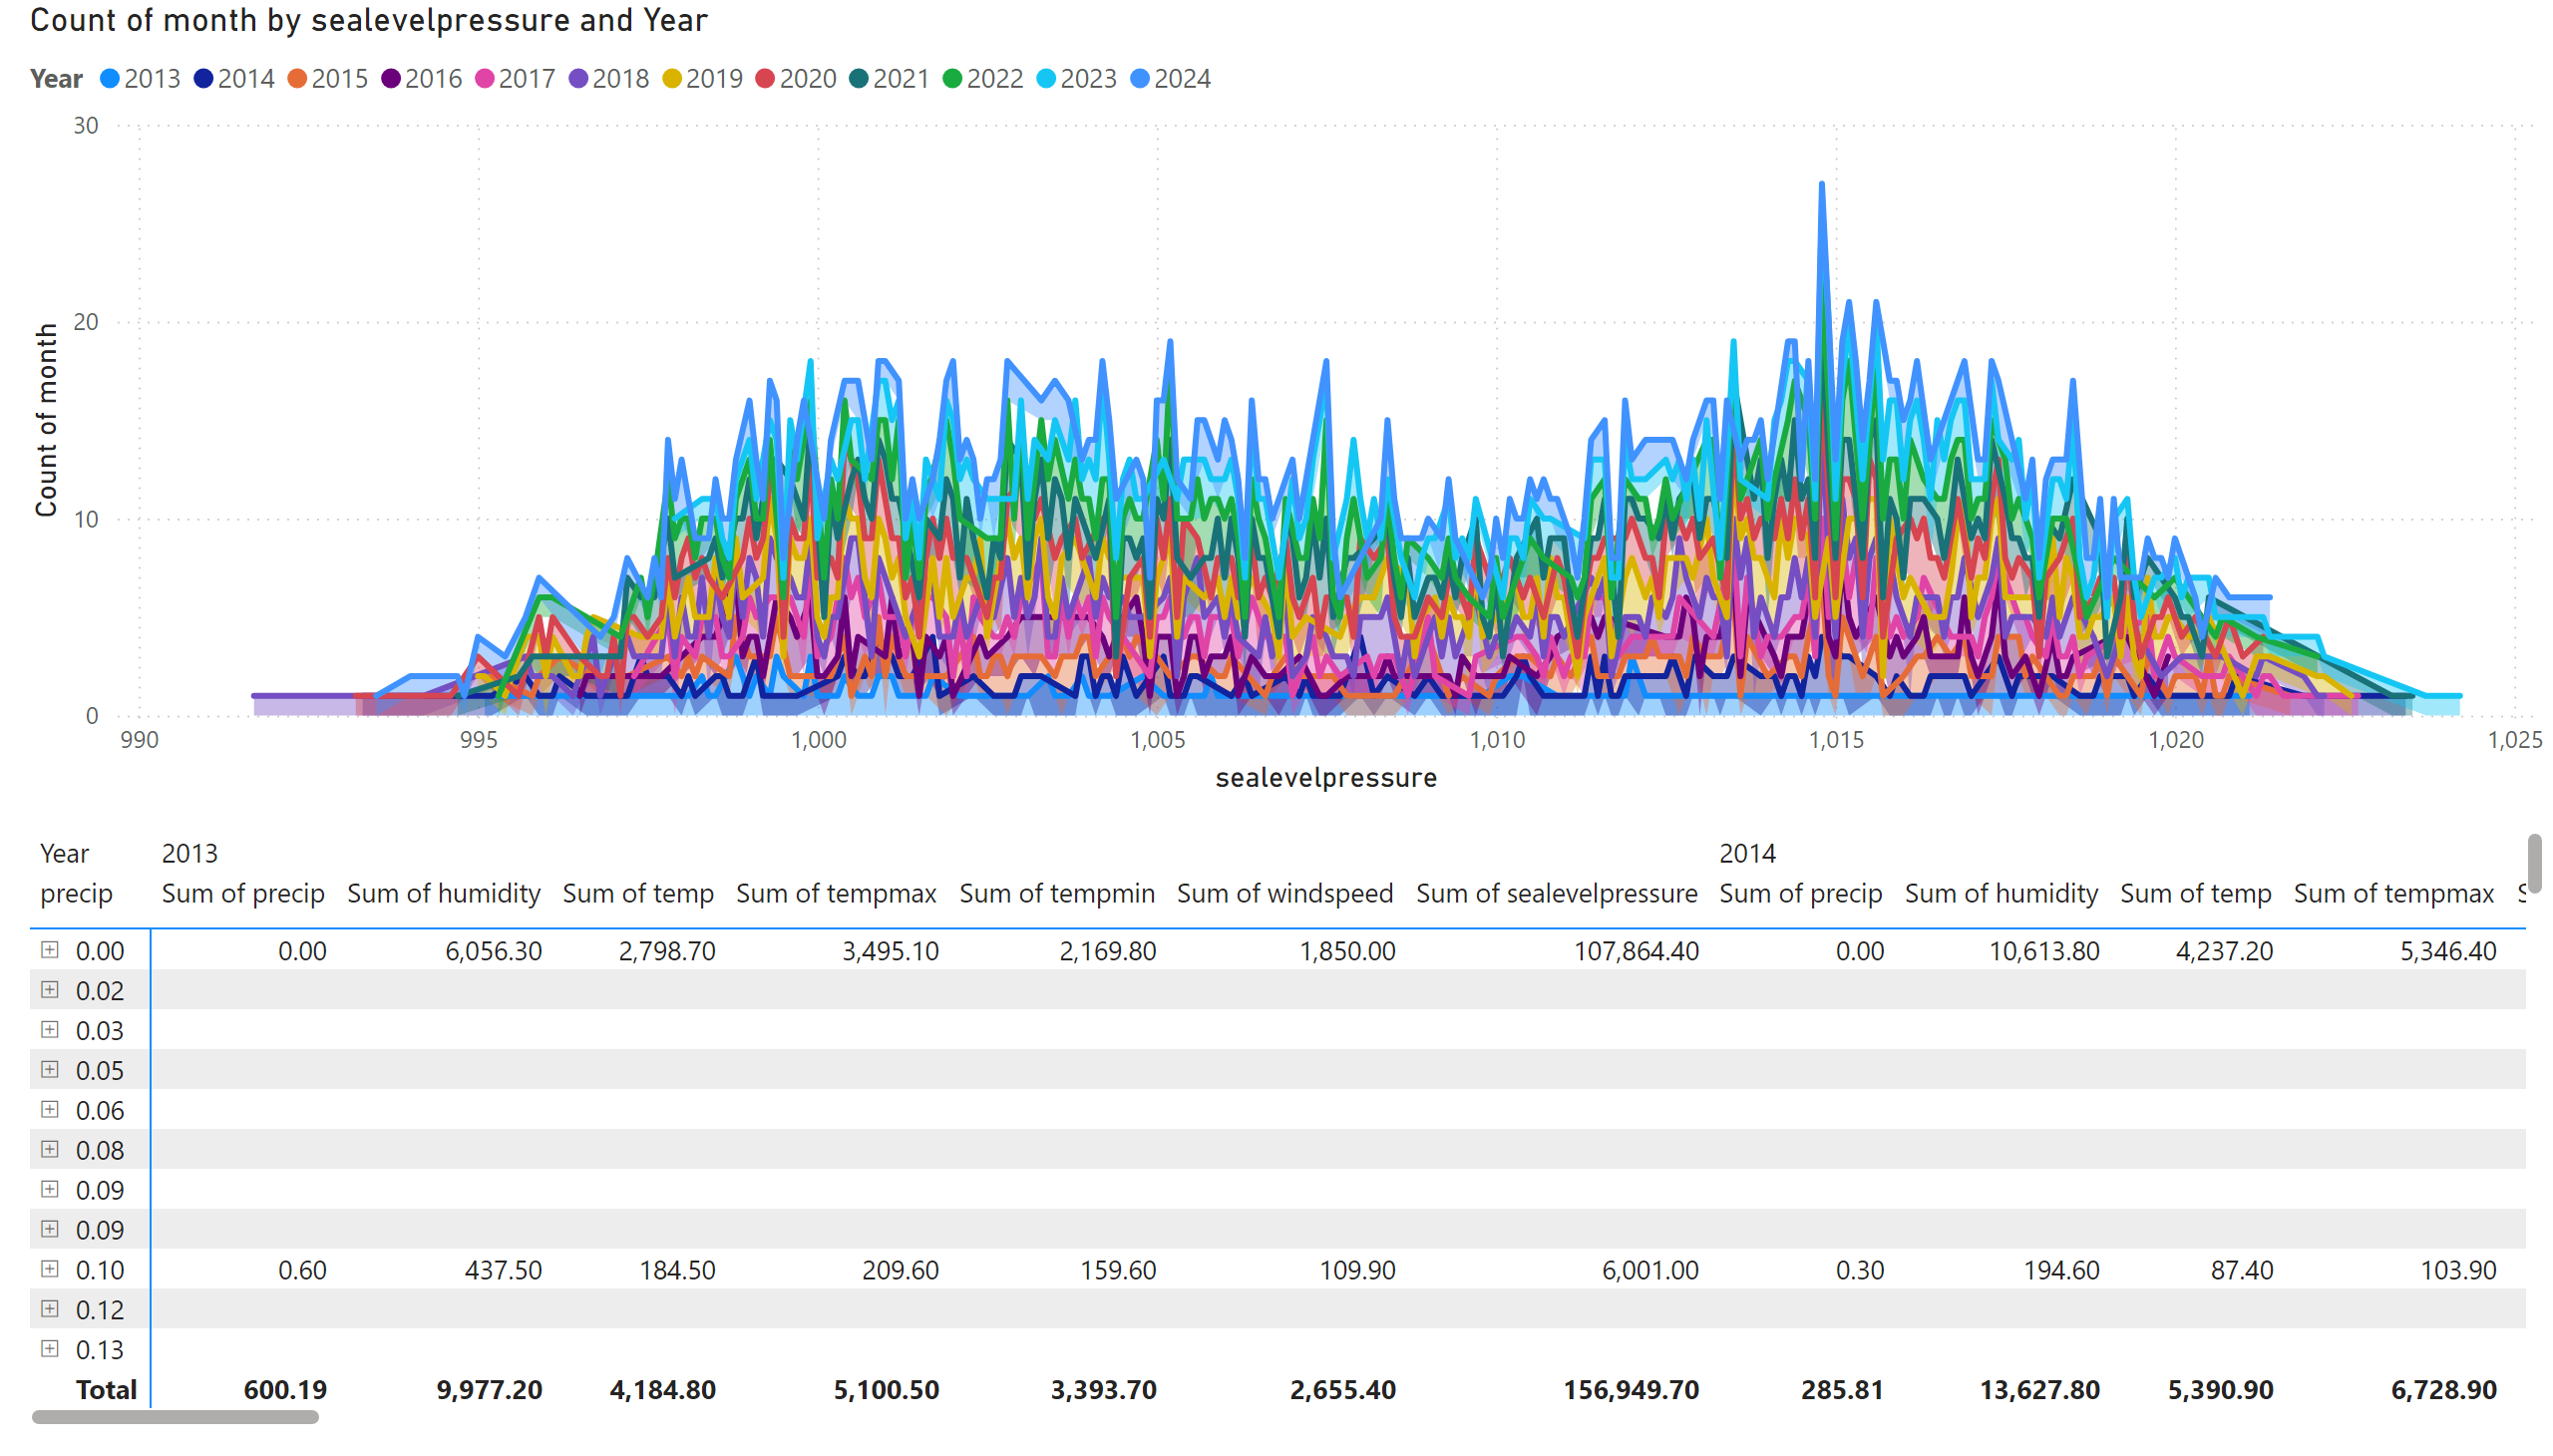 Count of month by sealevelpressure and Year
Year 2013 2014 2015 2016 2017 2018 2019 2020 2021 2022 2023 2024
30
20
10
0
Count of month
990 995 1,000 1,005 1,010 1,015 1,020 1,025
sealevelpressure
Year 2013 2014
precip Sum of precip Sum of humidity Sum of temp Sum of tempmax Sum of tempmin Sum of windspeed Sum of sealevelpressure Sum of precip Sum of humidity Sum of temp Sum of tempmax S
0.00 0.00 6,056.30 2,798.70 3,495.10 2,169.80 1,850.00 107,864.40 0.00 10,613.80 4,237.20 5,346.40
0.02
0.03
0.05
0.06
0.08
0.09
0.09
0.10 0.60 437.50 184.50 209.60 159.60 109.90 6,001.00 0.30 194.60 87.40 103.90
0.12
0.13
Total 600.19 9,977.20 4,184.80 5,100.50 3,393.70 2,655.40 156,949.70 285.81 13,627.80 5,390.90 6,728.90